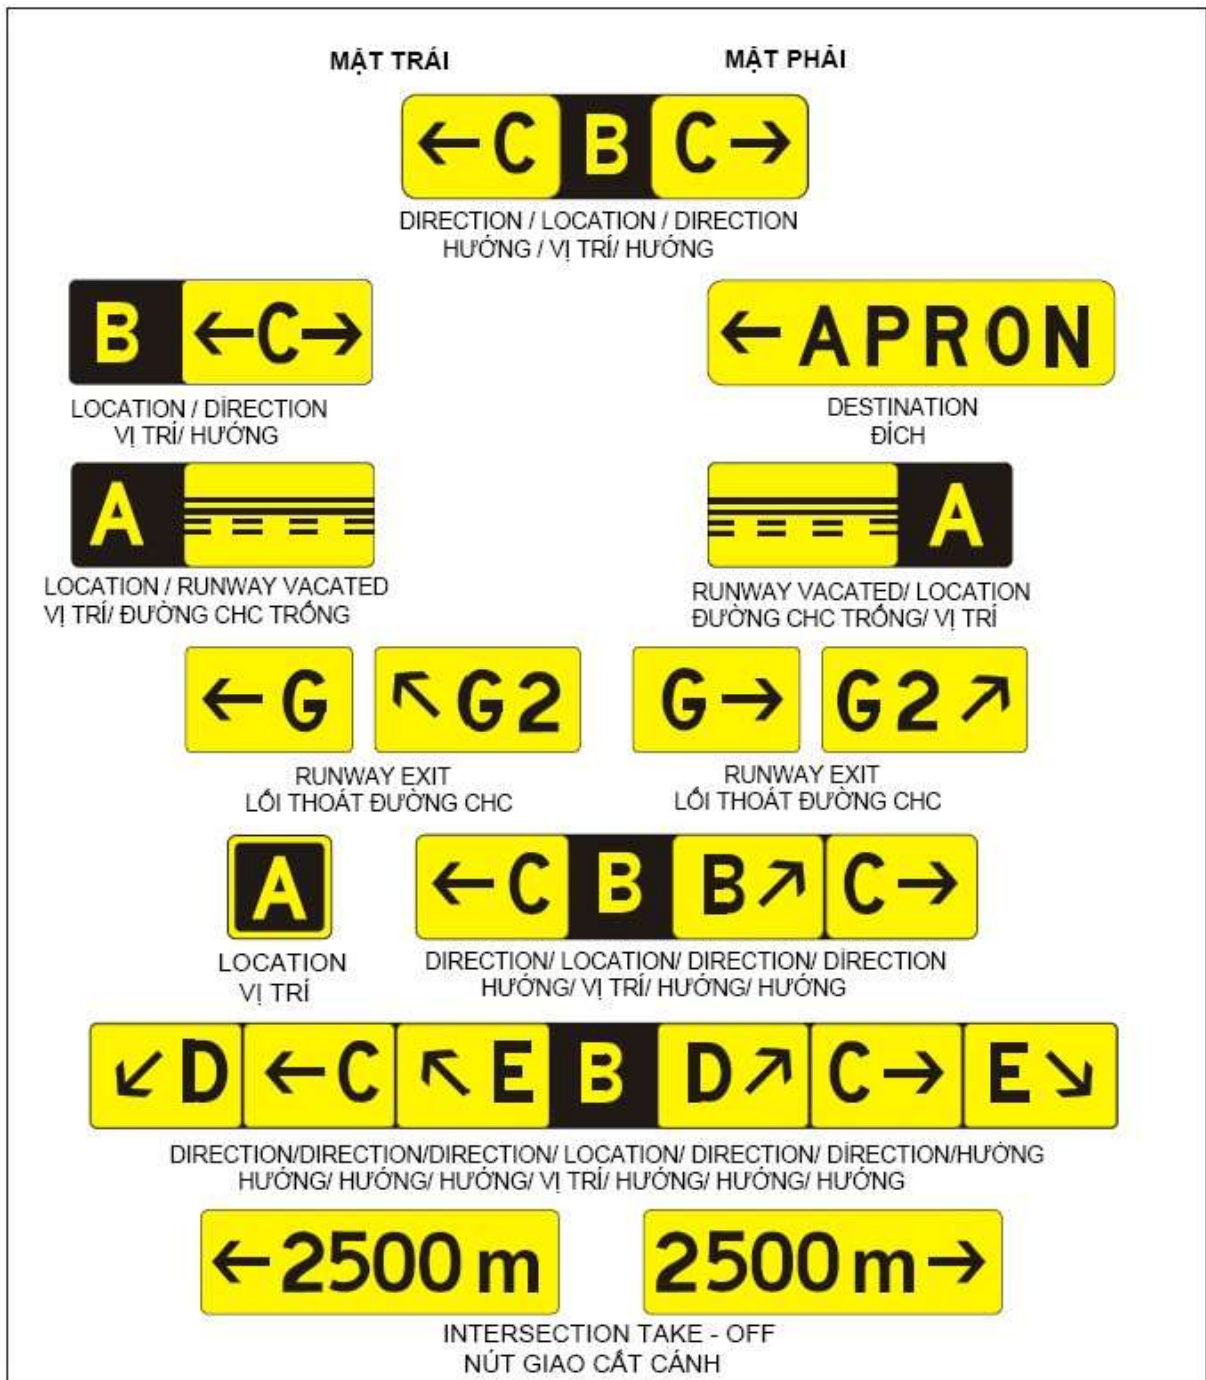 MẶT TRÁI MẶT PHẢI
←C B C→
DIRECTION / LOCATION / DIRECTION
HƯỚNG / VỊ TRÍ/ HƯỚNG
B ←C→
←APRON
LOCATION / DIRECTION
VỊ TRÍ/ HƯỚNG
DESTINATION
ĐÍCH
A
A
LOCATION / RUNWAY VACATED
VỊ TRÍ/ ĐƯỜNG CHC TRỐNG
RUNWAY VACATED/ LOCATION
ĐƯỜNG CHC TRỐNG/ VỊ TRÍ
←G ↖G2 G→ G2↗
RUNWAY EXIT
LỐI THOÁT ĐƯỜNG CHC
RUNWAY EXIT
LỐI THOÁT ĐƯỜNG CHC
A
←C B B↗ C→
LOCATION
VỊ TRÍ
DIRECTION/ LOCATION/ DIRECTION/ DIRECTION
HƯỚNG/ VỊ TRÍ/ HƯỚNG/ HƯỚNG
↙D ←C ↖E B D↗ C→ E↘
DIRECTION/DIRECTION/DIRECTION/ LOCATION/ DIRECTION/ DIRECTION/HƯỚNG
HƯỚNG/ HƯỚNG/ HƯỚNG/ VỊ TRÍ/ HƯỚNG/ HƯỚNG/ HƯỚNG
←2500 m 2500 m→
INTERSECTION TAKE - OFF
NÚT GIAO CẤT CÁNH